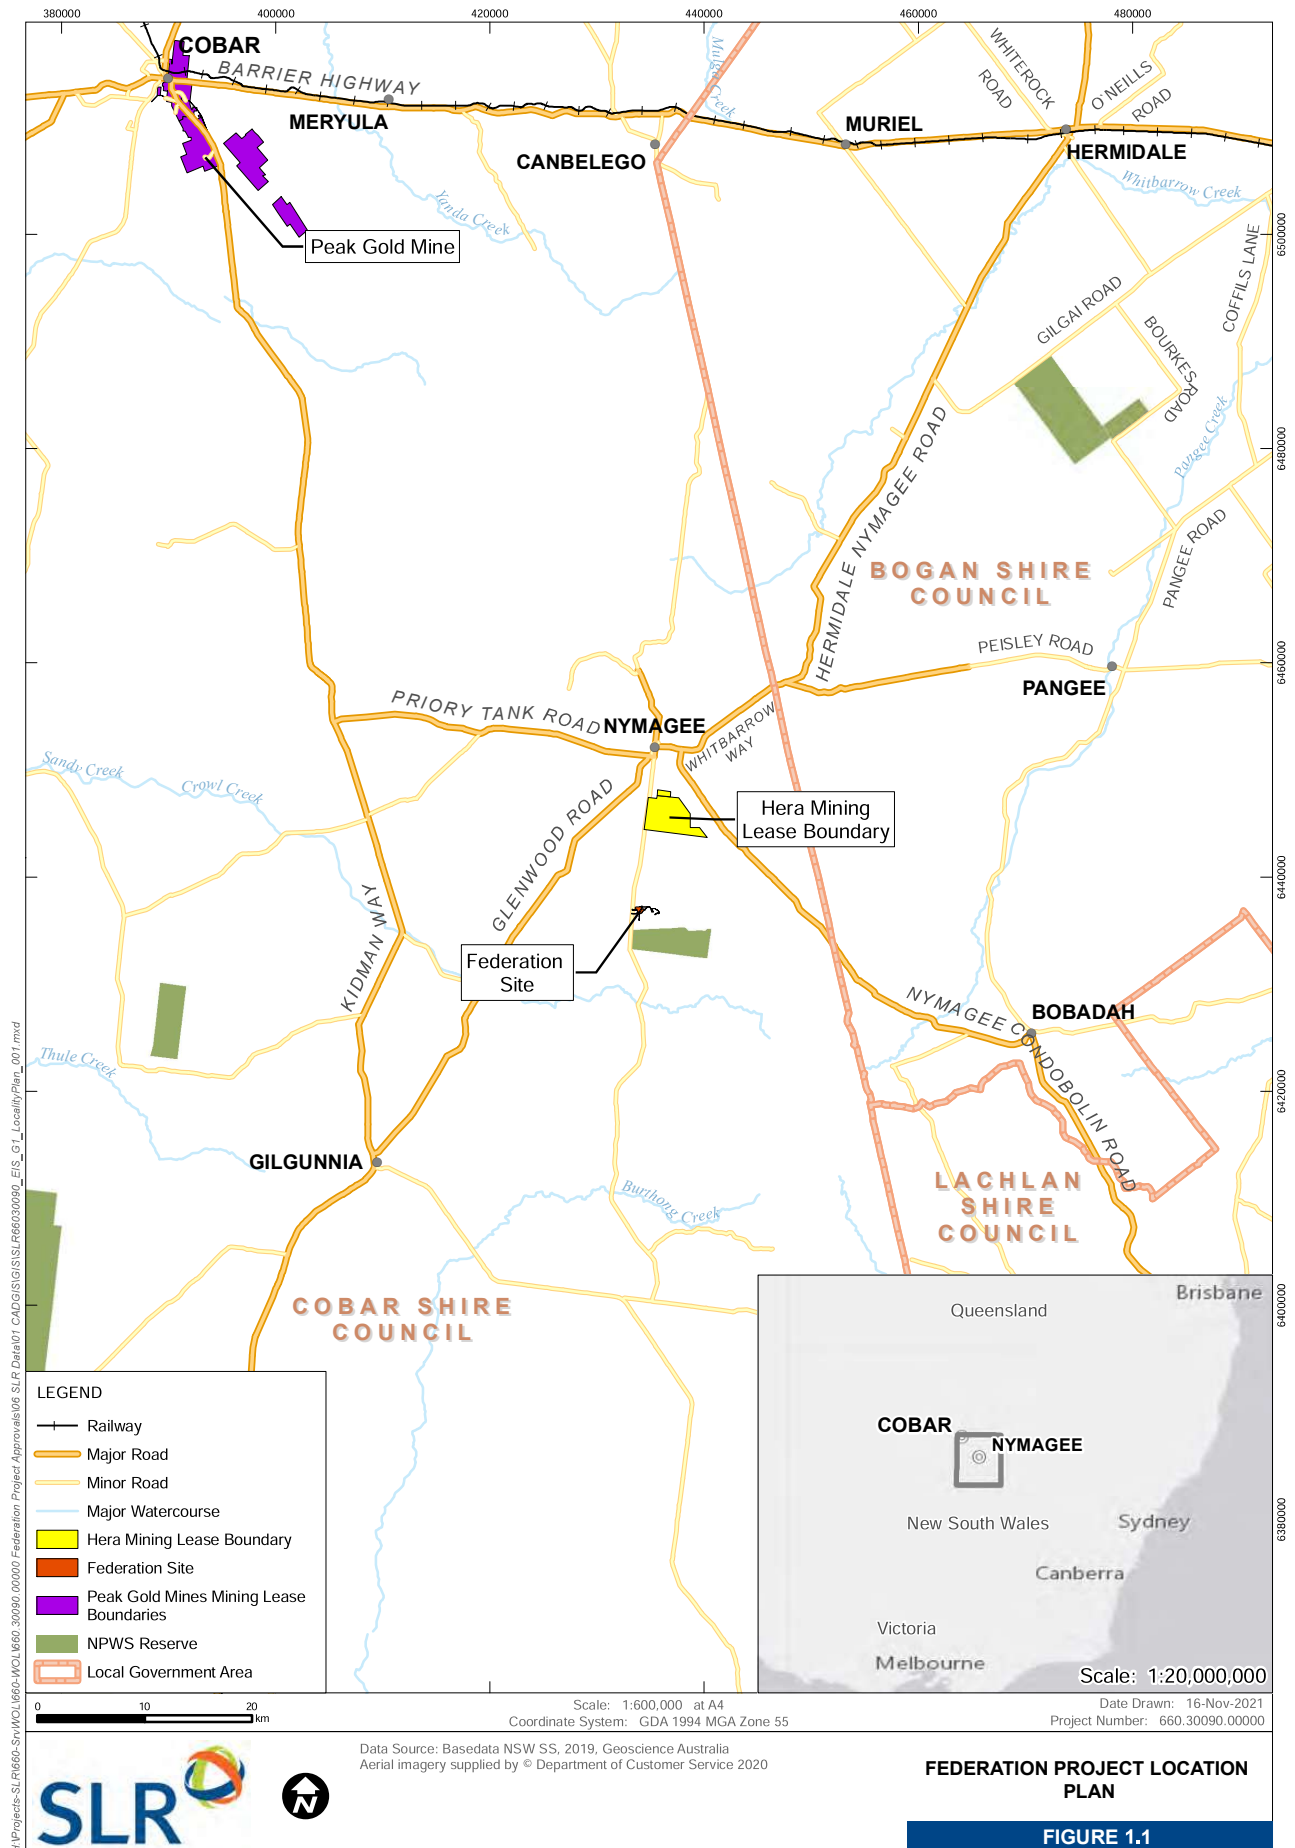 380000
400000
420000
440000
460000
480000
COBAR
BARRIER HIGHWAY
MERYULA
Mulga Creek
CANBELEGO
MURIEL
WHITEROCK
ROAD
O'NEILLS
ROAD
HERMIDALE
Whitbarrow Creek
Yanda Creek
Peak Gold Mine
6500000
COFFILS LANE
GILGAI ROAD
BOURKES
ROAD
Pangee Creek
6480000
HERMIDALE NYMAGEE ROAD
PANGEE ROAD
BOGAN SHIRE
COUNCIL
PEISLEY ROAD
6460000
PANGEE
PRIORY TANK ROAD
NYMAGEE
WHITBARROW
WAY
Sandy Creek
Crowl Creek
GLENWOOD ROAD
Hera Mining
Lease Boundary
6440000
KIDMAN WAY
Federation
Site
NYMAGEE CONDOBOLIN ROAD
BOBADAH
Thule Creek
6420000
GILGUNNIA
LACHLAN
SHIRE
COUNCIL
Burthong Creek
COBAR SHIRE
COUNCIL
6400000
6380000
Brisbane
Queensland
COBAR
NYMAGEE
New South Wales
Sydney
Canberra
Victoria
Melbourne
Scale: 1:20,000,000
LEGEND
Railway
Major Road
Minor Road
Major Watercourse
Hera Mining Lease Boundary
Federation Site
Peak Gold Mines Mining Lease
Boundaries
NPWS Reserve
Local Government Area
0 10 20
km
Scale: 1:600,000 at A4
Coordinate System: GDA 1994 MGA Zone 55
Date Drawn: 16-Nov-2021
Project Number: 660.30090.00000
Data Source: Basedata NSW SS, 2019, Geoscience Australia
Aerial imagery supplied by © Department of Customer Service 2020
SLR
N
FEDERATION PROJECT LOCATION
PLAN
FIGURE 1.1